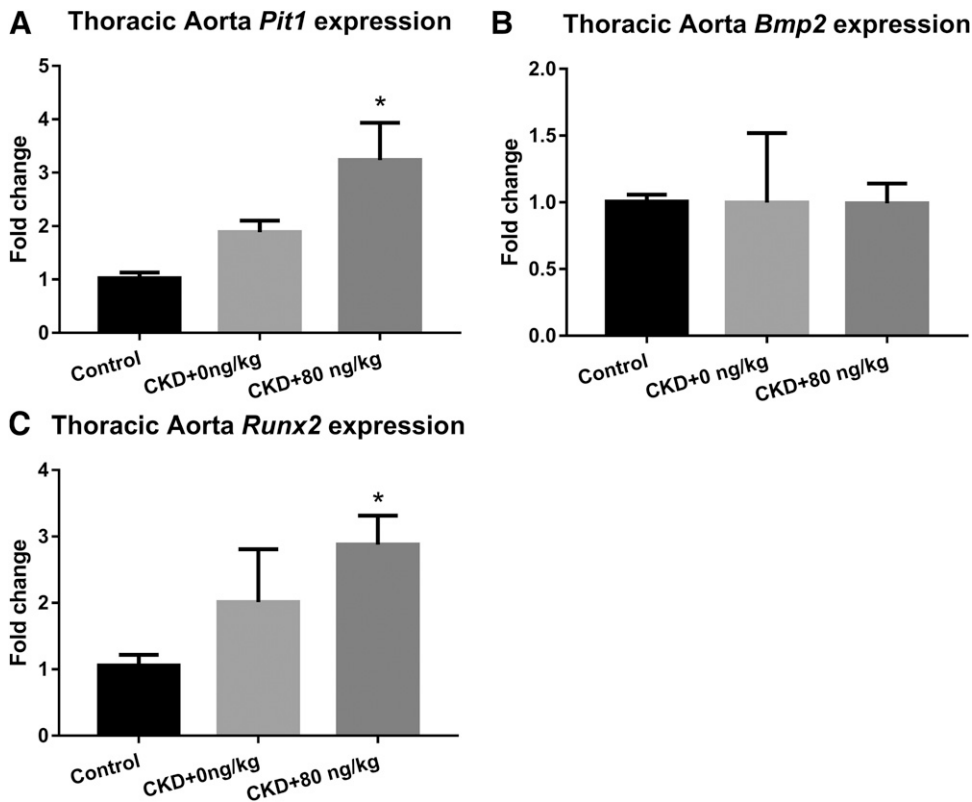 A Thoracic Aorta Pit1 expression
5
4
3
2
1
0
Fold change
*
Control
CKD+0ng/kg
CKD+80 ng/kg
B Thoracic Aorta Bmp2 expression
2.0
1.5
1.0
0.5
0.0
Fold change
Control
CKD+0 ng/kg
CKD+80 ng/kg
C Thoracic Aorta Runx2 expression
4
3
2
1
0
Fold change
*
Control
CKD+0ng/kg
CKD+80 ng/kg